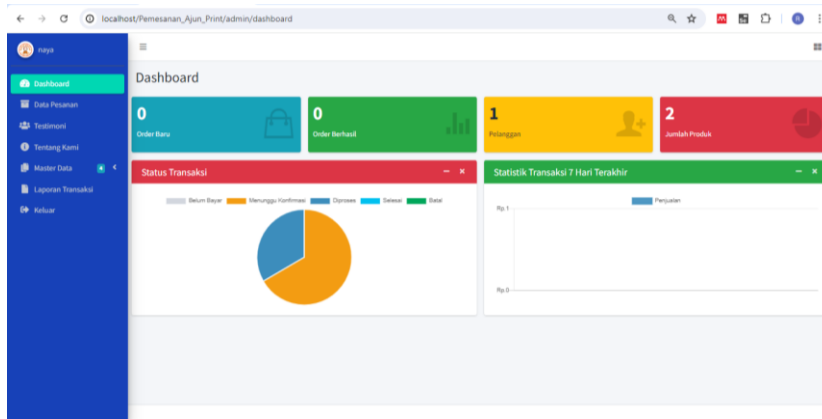 localhost/Pemesanan_Ajun_Print/admin/dashboard
naya
Dashboard
Data Pesanan
Testimoni
Tentang Kami
Master Data
Laporan Transaksi
Keluar
Dashboard
0
Order Baru
0
Order Berhasil
1
Pelanggan
2
Jumlah Produk
Status Transaksi
Belum Bayar Menunggu Konfirmasi Diproses Selesai Batal
Statistik Transaksi 7 Hari Terakhir
Penjualan
Rp.1
Rp.0